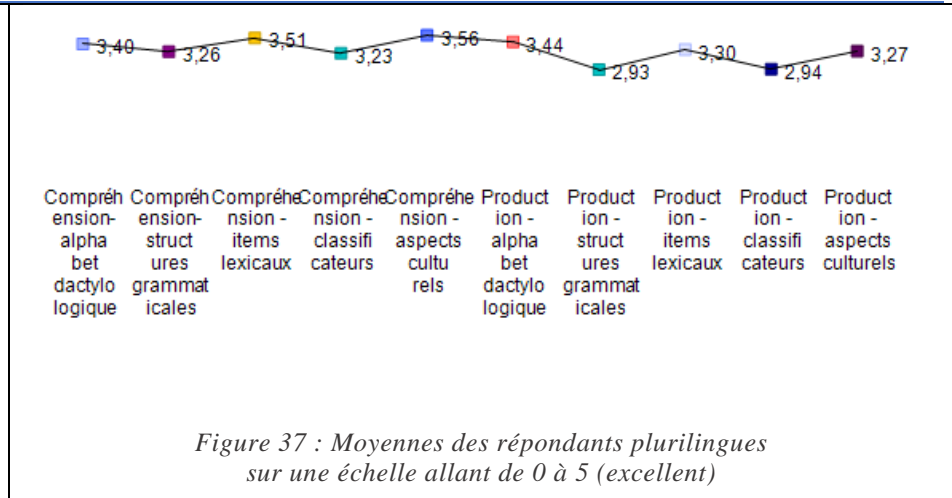 3,40 3,26 3,51 3,23 3,56 3,44 2,93 3,30 2,94 3,27
Compréh Compréh Compréhe Compréhe Compréhe Product Product Product Product Product
ension- ension- nsion - nsion - nsion - ion - ion - ion - ion - ion -
alpha struct items classifi aspects alpha struct items classifi aspects
bet ures lexicaux cateurs cultu bet ures lexicaux cateurs culturels
dactylo grammat rels dactylo grammat
logique icales logique icales
Figure 37 : Moyennes des répondants plurilingues
sur une échelle allant de 0 à 5 (excellent)